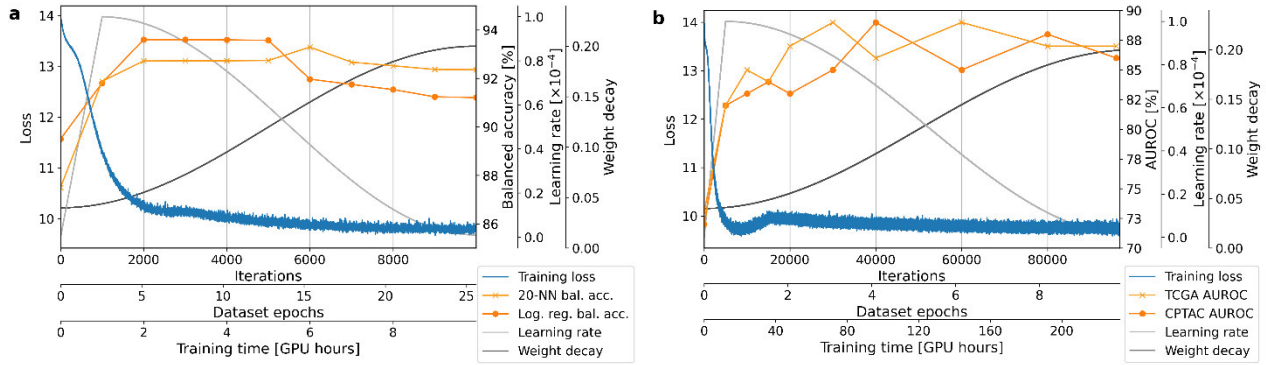 a
14
13
12
11
10
Loss
94
92
90
88
86
Balanced accuracy [%]
1.0
0.8
0.6
0.4
0.2
0.0
Learning rate [×10⁻⁴]
0.20
0.15
0.10
0.05
0.00
Weight decay
0 2000 4000 6000 8000
Iterations
0 5 10 15 20 25
Dataset epochs
0 2 4 6 8
Training time [GPU hours]
Training loss
20-NN bal. acc.
Log. reg. bal. acc.
Learning rate
Weight decay
b
14
13
12
11
10
Loss
90
88
85
82
80
78
75
72
70
AUROC [%]
1.0
0.8
0.6
0.4
0.2
0.0
Learning rate [×10⁻⁴]
0.20
0.15
0.10
0.05
0.00
Weight decay
0 20000 40000 60000 80000
Iterations
0 2 4 6 8
Dataset epochs
0 40 80 120 160 200
Training time [GPU hours]
Training loss
TCGA AUROC
CPTAC AUROC
Learning rate
Weight decay